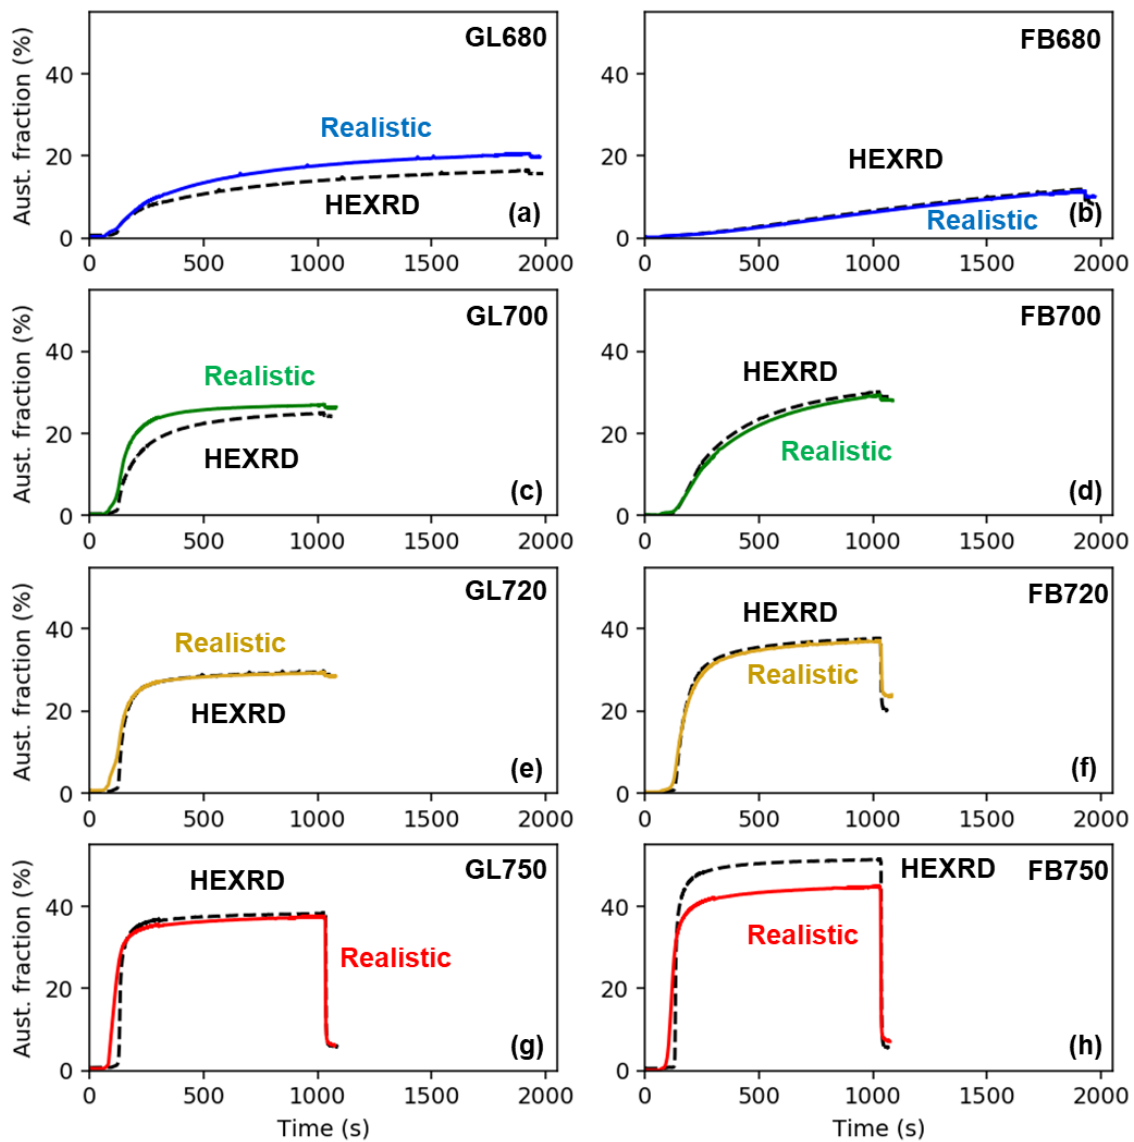 GL680
Aust. fraction (%)
40
20
0
Realistic
HEXRD
(a)
0 500 1000 1500 2000
FB680
40
20
0
HEXRD
Realistic
(b)
0 500 1000 1500 2000
GL700
Aust. fraction (%)
40
20
0
Realistic
HEXRD
(c)
0 500 1000 1500 2000
FB700
40
20
0
HEXRD
Realistic
(d)
0 500 1000 1500 2000
GL720
Aust. fraction (%)
40
20
0
Realistic
HEXRD
(e)
0 500 1000 1500 2000
FB720
40
20
0
HEXRD
Realistic
(f)
0 500 1000 1500 2000
GL750
Aust. fraction (%)
40
20
0
HEXRD
Realistic
(g)
0 500 1000 1500 2000
Time (s)
HEXRD FB750
40
20
0
Realistic
(h)
0 500 1000 1500 2000
Time (s)